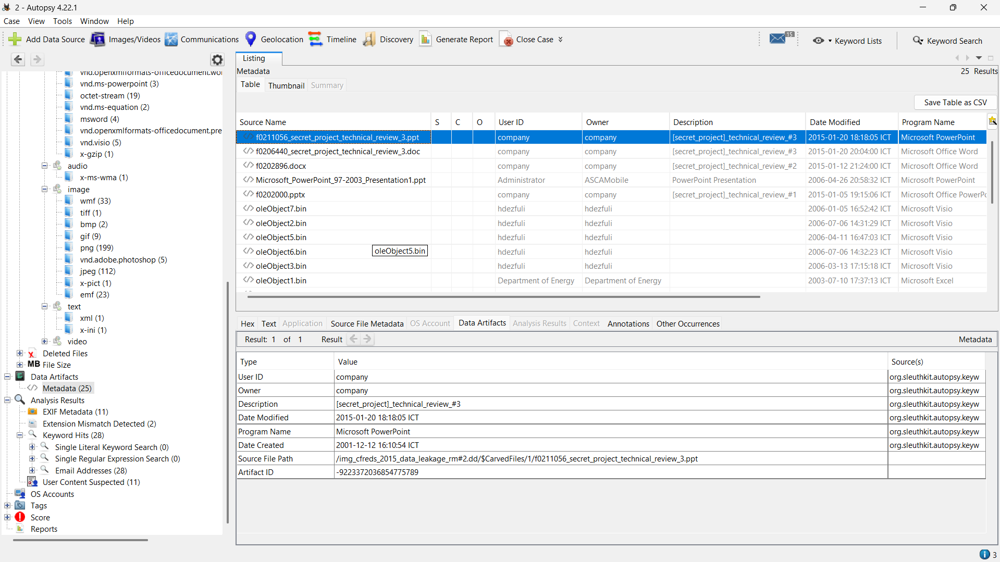 2 - Autopsy 4.22.1
Case View Tools Window Help
Add Data Source Images/Videos Communications Geolocation Timeline Discovery Generate Report Close Case 15 Keyword Lists Keyword Search
Listing
Metadata 25 Results
Table Thumbnail Summary
Save Table as CSV
Source Name S C O User ID Owner Description Date Modified Program Name
f0211056_secret_project_technical_review_3.ppt company company [secret_project]_technical_review_#3 2015-01-20 18:18:05 ICT Microsoft PowerPoint
f0206440_secret_project_technical_review_3.doc company company [secret_project]_technical_review_#3 2015-01-20 20:04:00 ICT Microsoft Office Word
f0202896.docx company company [secret_project]_technical_review_#2 2015-01-12 21:24:00 ICT Microsoft Office Word
Microsoft_PowerPoint_97-2003_Presentation1.ppt Administrator ASCAMobile PowerPoint Presentation 2006-04-26 20:58:32 ICT Microsoft PowerPoint
f0202000.pptx company company [secret_project]_technical_review_#1 2015-01-05 19:15:06 ICT Microsoft Office PowerPc
oleObject7.bin hdezfuli hdezfuli 2006-01-05 16:52:42 ICT Microsoft Visio
oleObject2.bin hdezfuli hdezfuli 2006-07-06 14:31:29 ICT Microsoft Visio
oleObject5.bin hdezfuli hdezfuli 2006-04-11 16:47:03 ICT Microsoft Visio
oleObject6.bin oleObject5.bin hdezfuli hdezfuli 2006-07-06 14:32:23 ICT Microsoft Visio
oleObject3.bin hdezfuli hdezfuli 2006-03-13 17:15:18 ICT Microsoft Visio
oleObject1.bin Department of Energy Department of Energy 2003-07-10 17:37:13 ICT Microsoft Excel
vnd.openxmlformats-officedocument.wor
vnd.ms-powerpoint (3)
octet-stream (19)
vnd.ms-equation (2)
msword (4)
vnd.openxmlformats-officedocument.pre
vnd.visio (5)
x-gzip (1)
audio
x-ms-wma (1)
image
wmf (33)
tiff (1)
bmp (2)
gif (9)
png (199)
vnd.adobe.photoshop (5)
jpeg (112)
x-pict (1)
emf (23)
text
xml (1)
x-ini (1)
video
Deleted Files
MB File Size
Data Artifacts
Metadata (25)
Analysis Results
EXIF Metadata (11)
Extension Mismatch Detected (2)
Keyword Hits (28)
Single Literal Keyword Search (0)
Single Regular Expression Search (0)
Email Addresses (28)
User Content Suspected (11)
OS Accounts
Tags
Score
Reports
Hex Text Application Source File Metadata OS Account Data Artifacts Analysis Results Context Annotations Other Occurrences
Result: 1 of 1 Result Metadata
Type Value Source(s)
User ID company org.sleuthkit.autopsy.keyw
Owner company org.sleuthkit.autopsy.keyw
Description [secret_project]_technical_review_#3 org.sleuthkit.autopsy.keyw
Date Modified 2015-01-20 18:18:05 ICT org.sleuthkit.autopsy.keyw
Program Name Microsoft PowerPoint org.sleuthkit.autopsy.keyw
Date Created 2001-12-12 16:10:54 ICT org.sleuthkit.autopsy.keyw
Source File Path /img_cfreds_2015_data_leakage_rm#2.dd/$CarvedFiles/1/f0211056_secret_project_technical_review_3.ppt
Artifact ID -9223372036854775789
3